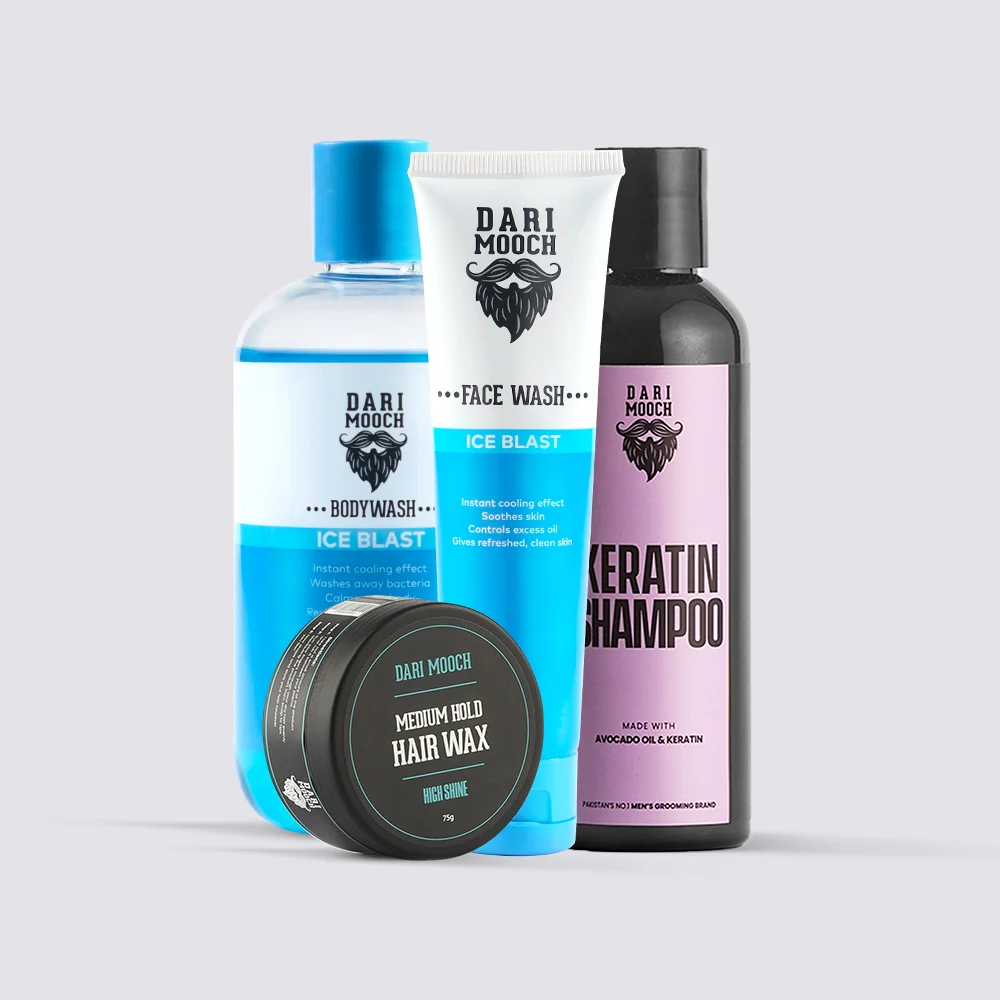 DARI
MOOCH
BODYWASH
ICE BLAST
Instant cooling effect
Washes away bacteria
DARI
MOOCH
FACE WASH
ICE BLAST
Instant cooling effect
Soothes skin
Controls excess oil
Gives refreshed, clean skin
DARI
MOOCH
KERATIN
SHAMPOO
MADE WITH
AVOCADO OIL & KERATIN
PAKISTAN'S NO.1 MEN'S GROOMING BRAND
DARI MOOCH
MEDIUM HOLD
HAIR WAX
HIGH SHINE
75g
DARI
MOOCH